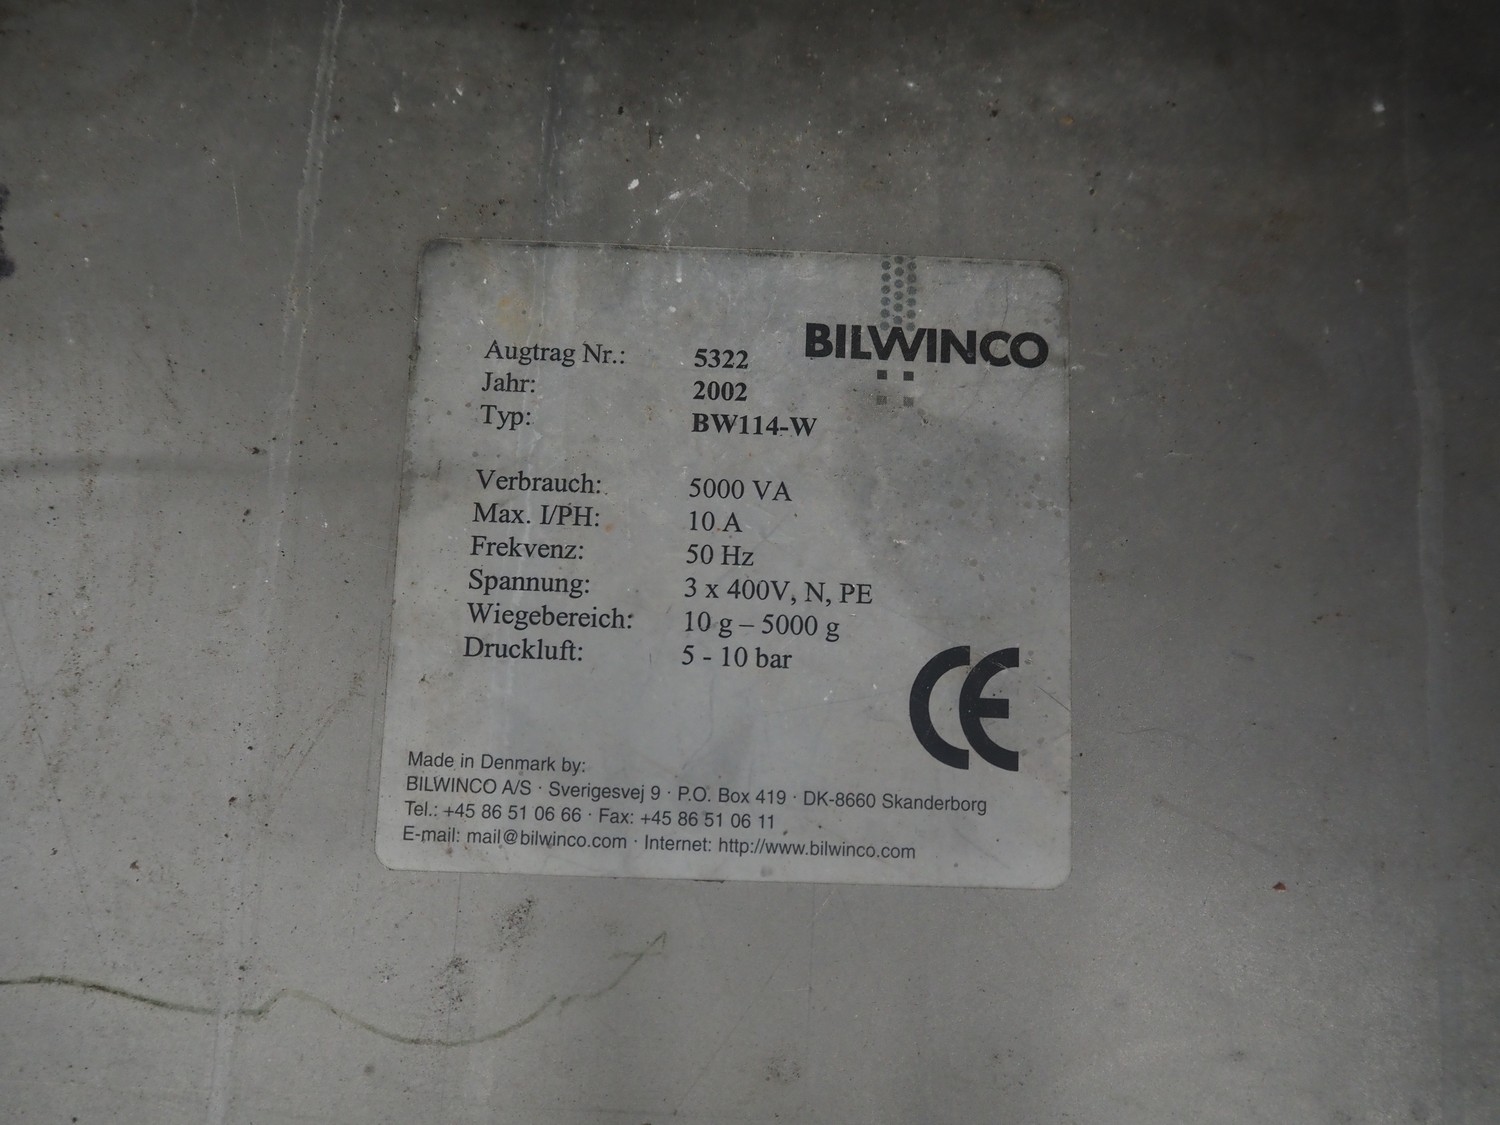 BILWINCO
Augtrag Nr.: 5322
Jahr: 2002
Typ: BW114-W
Verbrauch: 5000 VA
Max. I/PH: 10 A
Frekvenz: 50 Hz
Spannung: 3 x 400V, N, PE
Wiegebereich: 10 g – 5000 g
Druckluft: 5 - 10 bar
CE
Made in Denmark by:
BILWINCO A/S · Sverigesvej 9 · P.O. Box 419 · DK-8660 Skanderborg
Tel.: +45 86 51 06 66 · Fax: +45 86 51 06 11
E-mail: mail@bilwinco.com · Internet: http://www.bilwinco.com